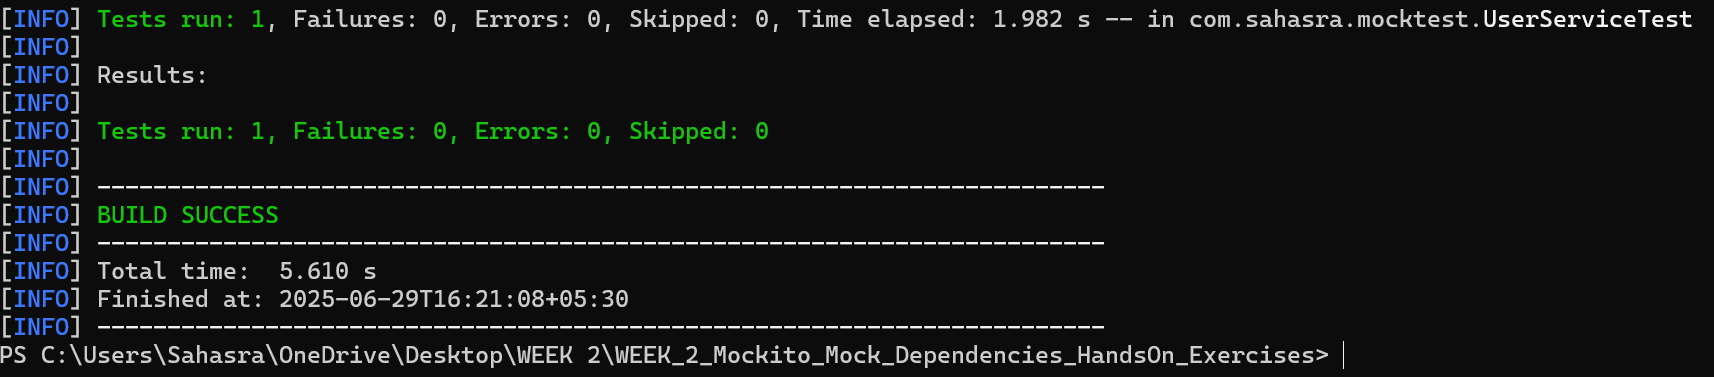 [INFO] Tests run: 1, Failures: 0, Errors: 0, Skipped: 0, Time elapsed: 1.982 s -- in com.sahasra.mocktest.UserServiceTest
[INFO]
[INFO] Results:
[INFO]
[INFO] Tests run: 1, Failures: 0, Errors: 0, Skipped: 0
[INFO]
[INFO] ------------------------------------------------------------------------
[INFO] BUILD SUCCESS
[INFO] ------------------------------------------------------------------------
[INFO] Total time:  5.610 s
[INFO] Finished at: 2025-06-29T16:21:08+05:30
[INFO] ------------------------------------------------------------------------
PS C:\Users\Sahasra\OneDrive\Desktop\WEEK 2\WEEK_2_Mockito_Mock_Dependencies_HandsOn_Exercises>